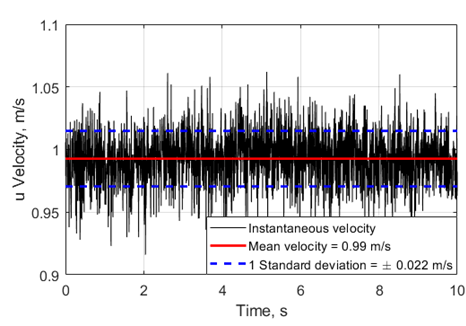 1.1
1.05
1
0.95
0.9
u Velocity, m/s
Instantaneous velocity
Mean velocity = 0.99 m/s
1 Standard deviation = ± 0.022 m/s
0 2 4 6 8 10
Time, s